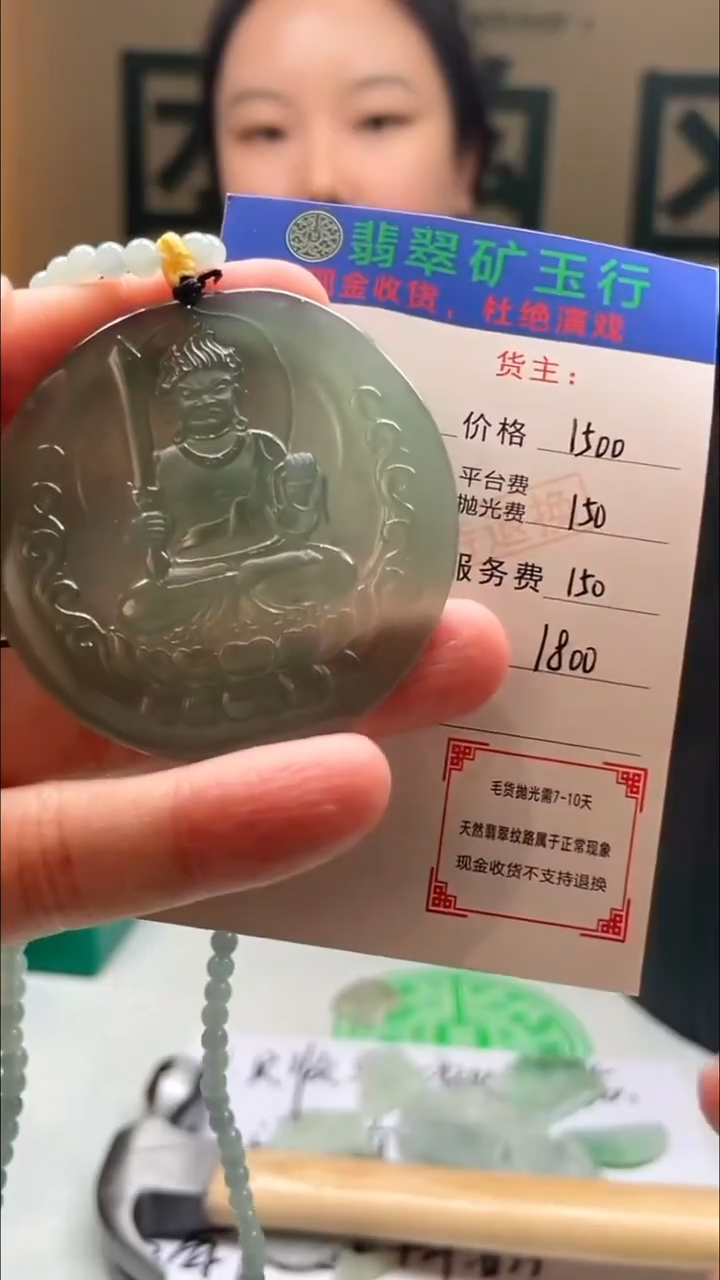 翡翠矿玉行
现金收货，杜绝演戏
货主：
价格 1500
平台费
抛光费 150
服务费 150
1800
毛货抛光需7-10天
天然翡翠纹路属于正常现象
现金收货不支持退换